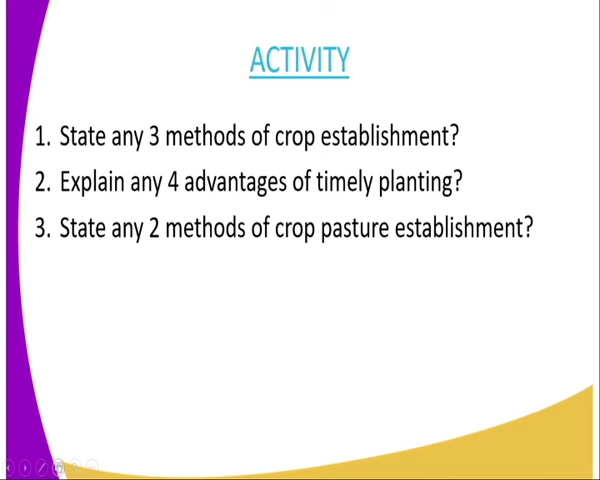 ACTIVITY
1. State any 3 methods of crop establishment?
2. Explain any 4 advantages of timely planting?
3. State any 2 methods of crop pasture establishment?